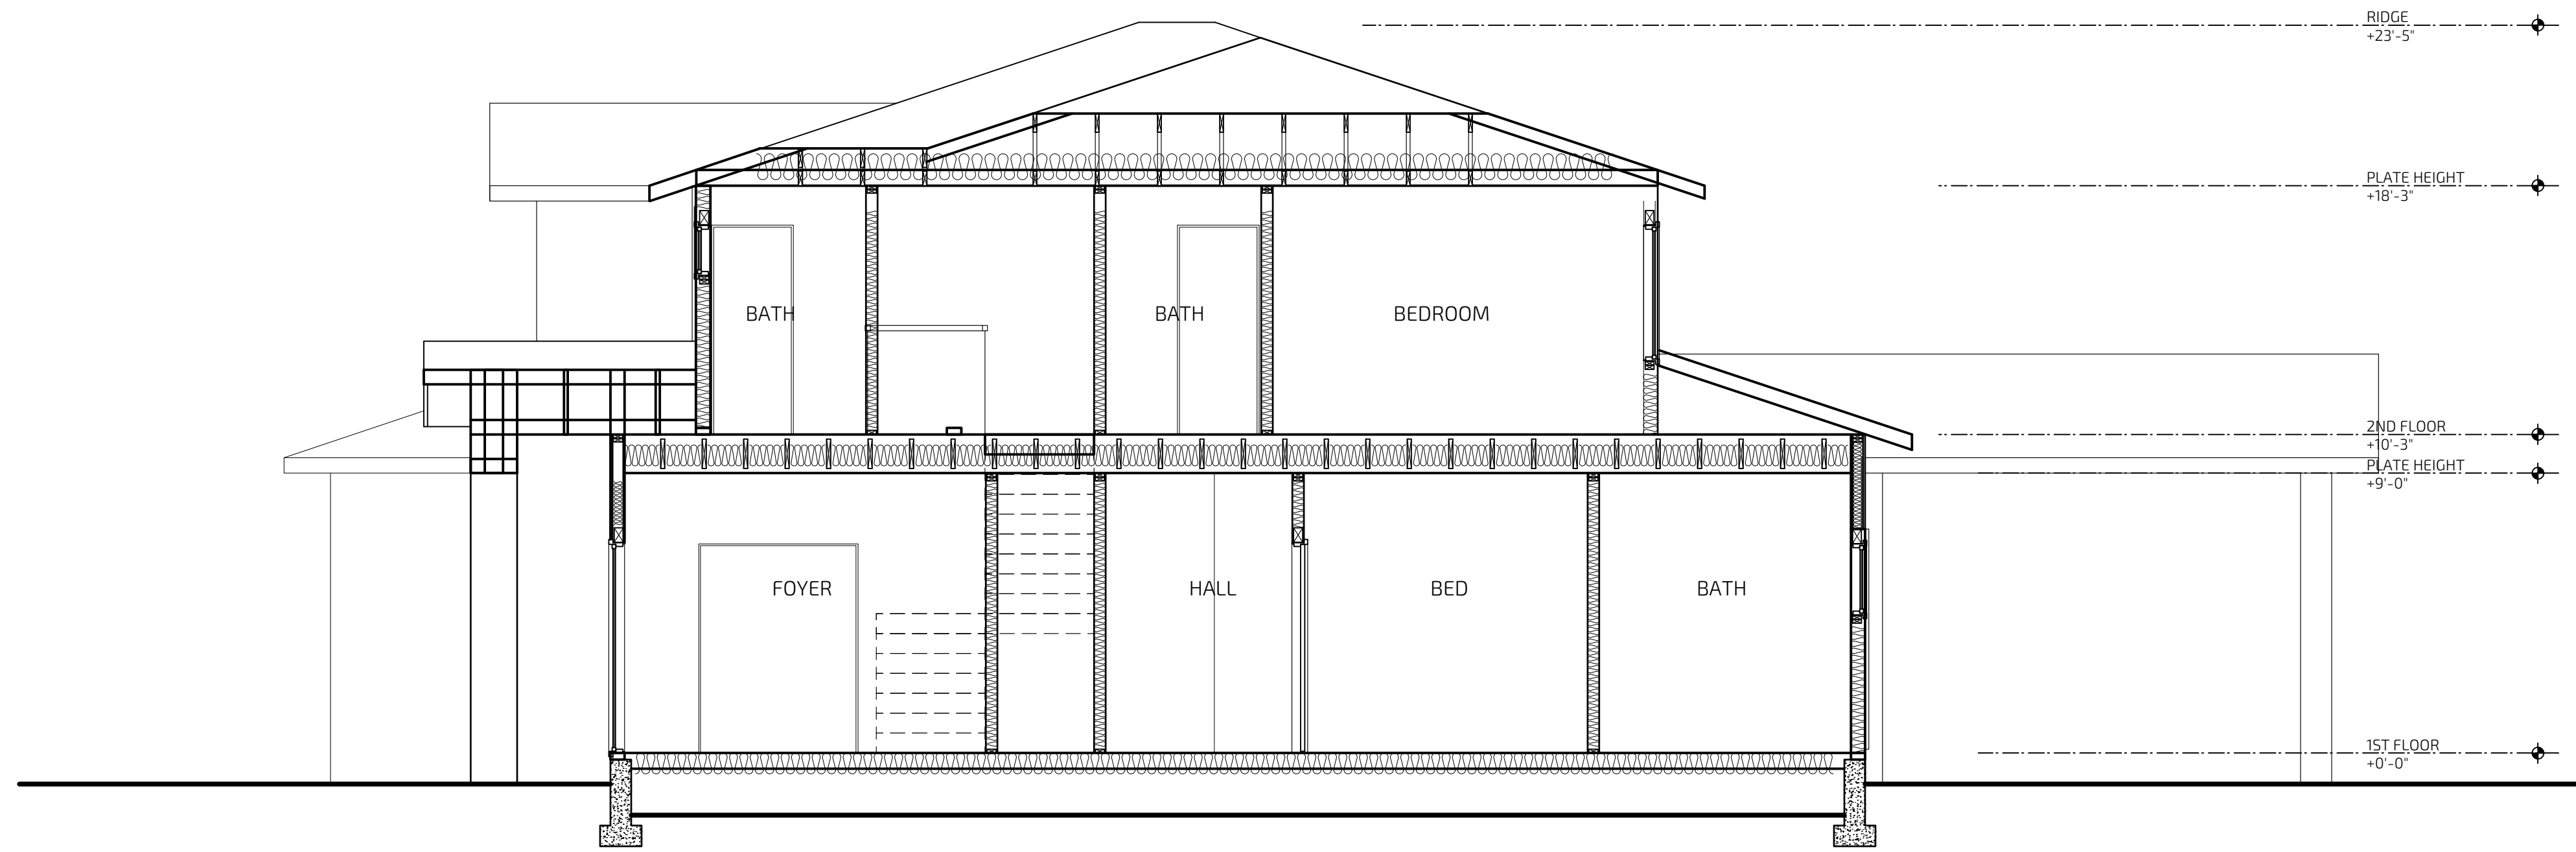 RIDGE
+23'-5"
PLATE HEIGHT
+18'-3"
BATH
BATH
BEDROOM
2ND FLOOR
+10'-3"
PLATE HEIGHT
+9'-0"
FOYER
HALL
BED
BATH
1ST FLOOR
+0'-0"